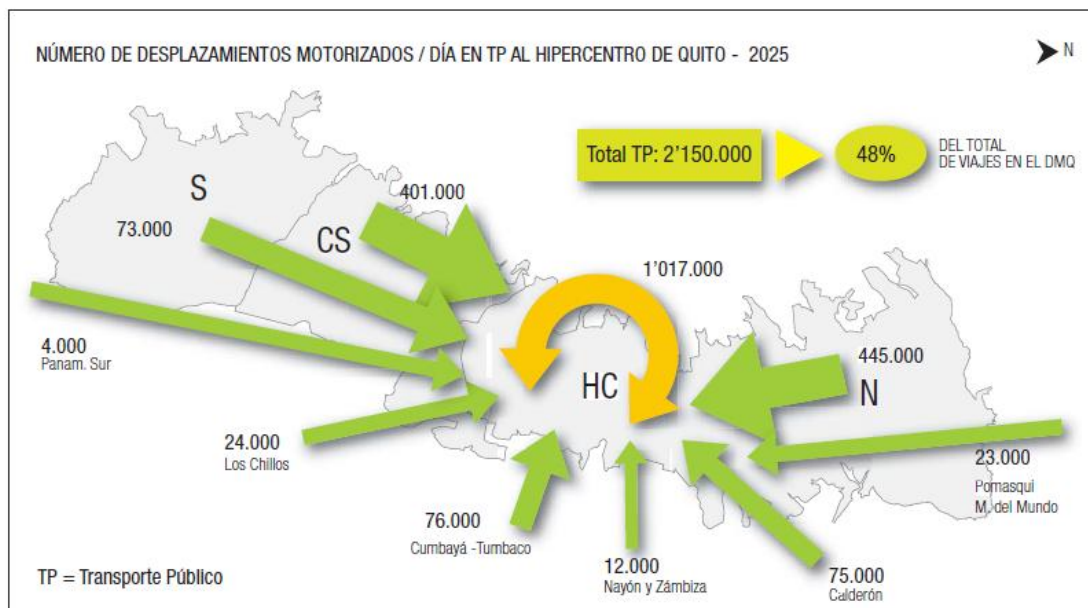 NÚMERO DE DESPLAZAMIENTOS MOTORIZADOS / DÍA EN TP AL HIPERCENTRO DE QUITO - 2025
N
Total TP: 2'150.000
48%
DEL TOTAL
DE VIAJES EN EL DMQ
S
73.000
401.000
CS
1'017.000
4.000
Panam. Sur
HC
445.000
N
24.000
Los Chillos
23.000
Pomasqui
M. del Mundo
76.000
Cumbayá -Tumbaco
12.000
Nayón y Zámbiza
75.000
Calderón
TP = Transporte Público